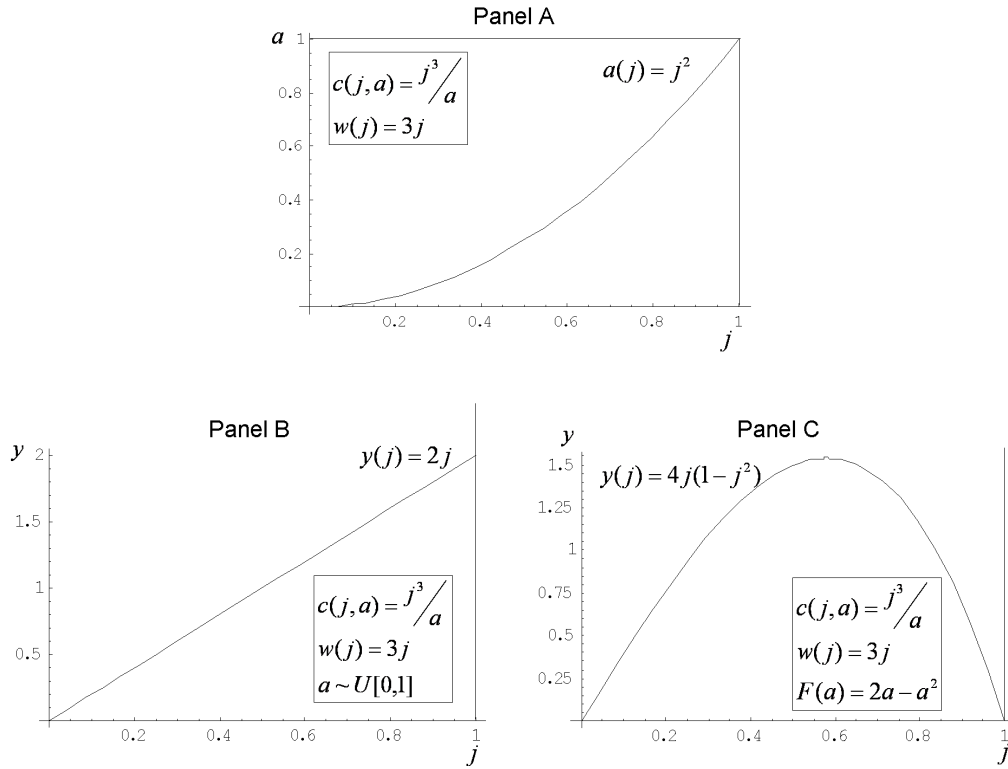 Panel A
a
1
0.8
0.6
0.4
0.2
c(j,a) = j³/a
w(j) = 3j
a(j) = j²
0.2 0.4 0.6 0.8 1
j
Panel B
y
2
1.5
1
0.5
y(j) = 2j
c(j,a) = j³/a
w(j) = 3j
a ~ U[0,1]
0.2 0.4 0.6 0.8 1
j
Panel C
y
1.5
1.25
1
0.75
0.5
0.25
y(j) = 4j(1−j²)
c(j,a) = j³/a
w(j) = 3j
F(a) = 2a−a²
0.2 0.4 0.6 0.8 1
j